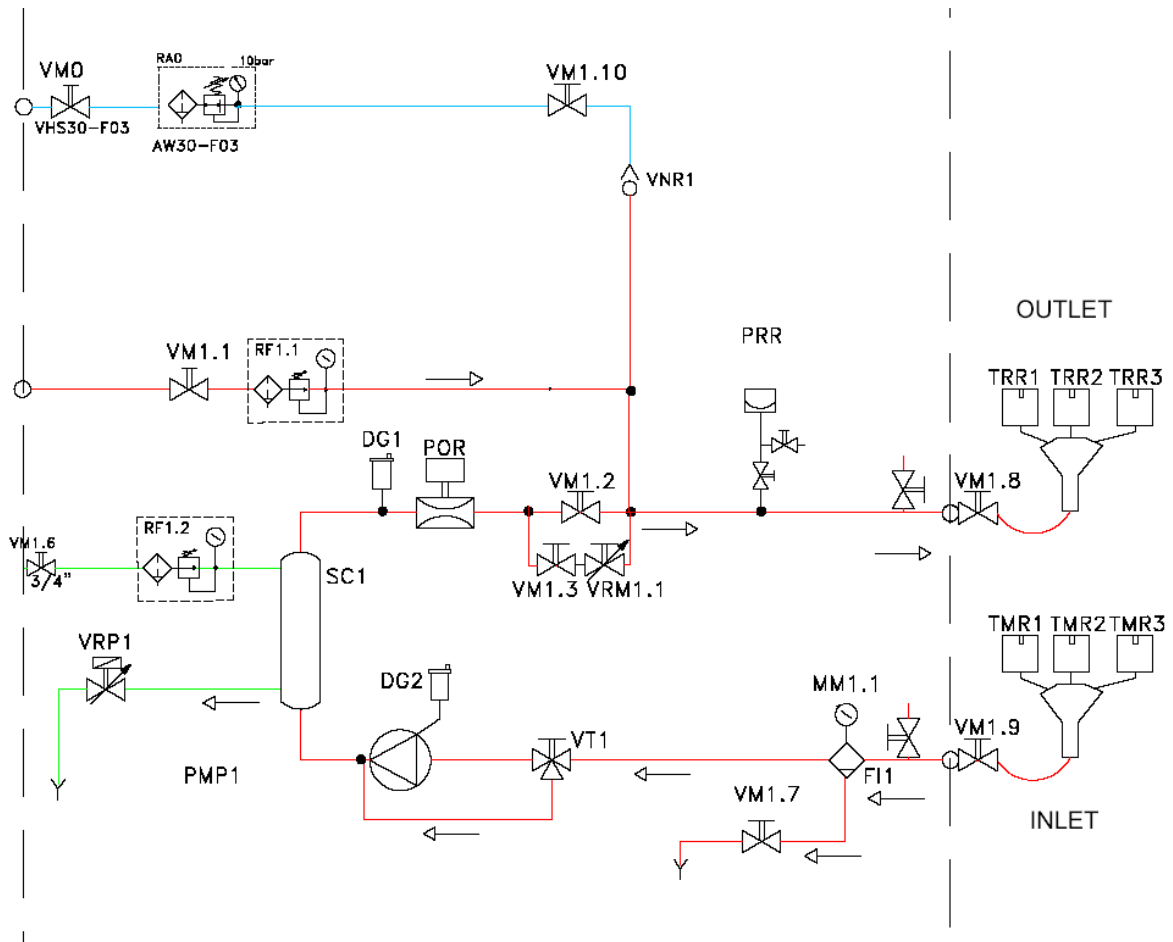 VM0
RA0
10bar
VM1.10
VHS30-F03
AW30-F03
VNR1
OUTLET
PRR
VM1.1
RF1.1
TRR1 TRR2 TRR3
DG1
POR
VM1.2
VM1.8
RF1.2
VM1.6
3/4"
SC1
VM1.3 VRM1.1
TMR1 TMR2 TMR3
VRP1
DG2
MM1.1
VT1
VM1.9
PMP1
FI1
VM1.7
INLET